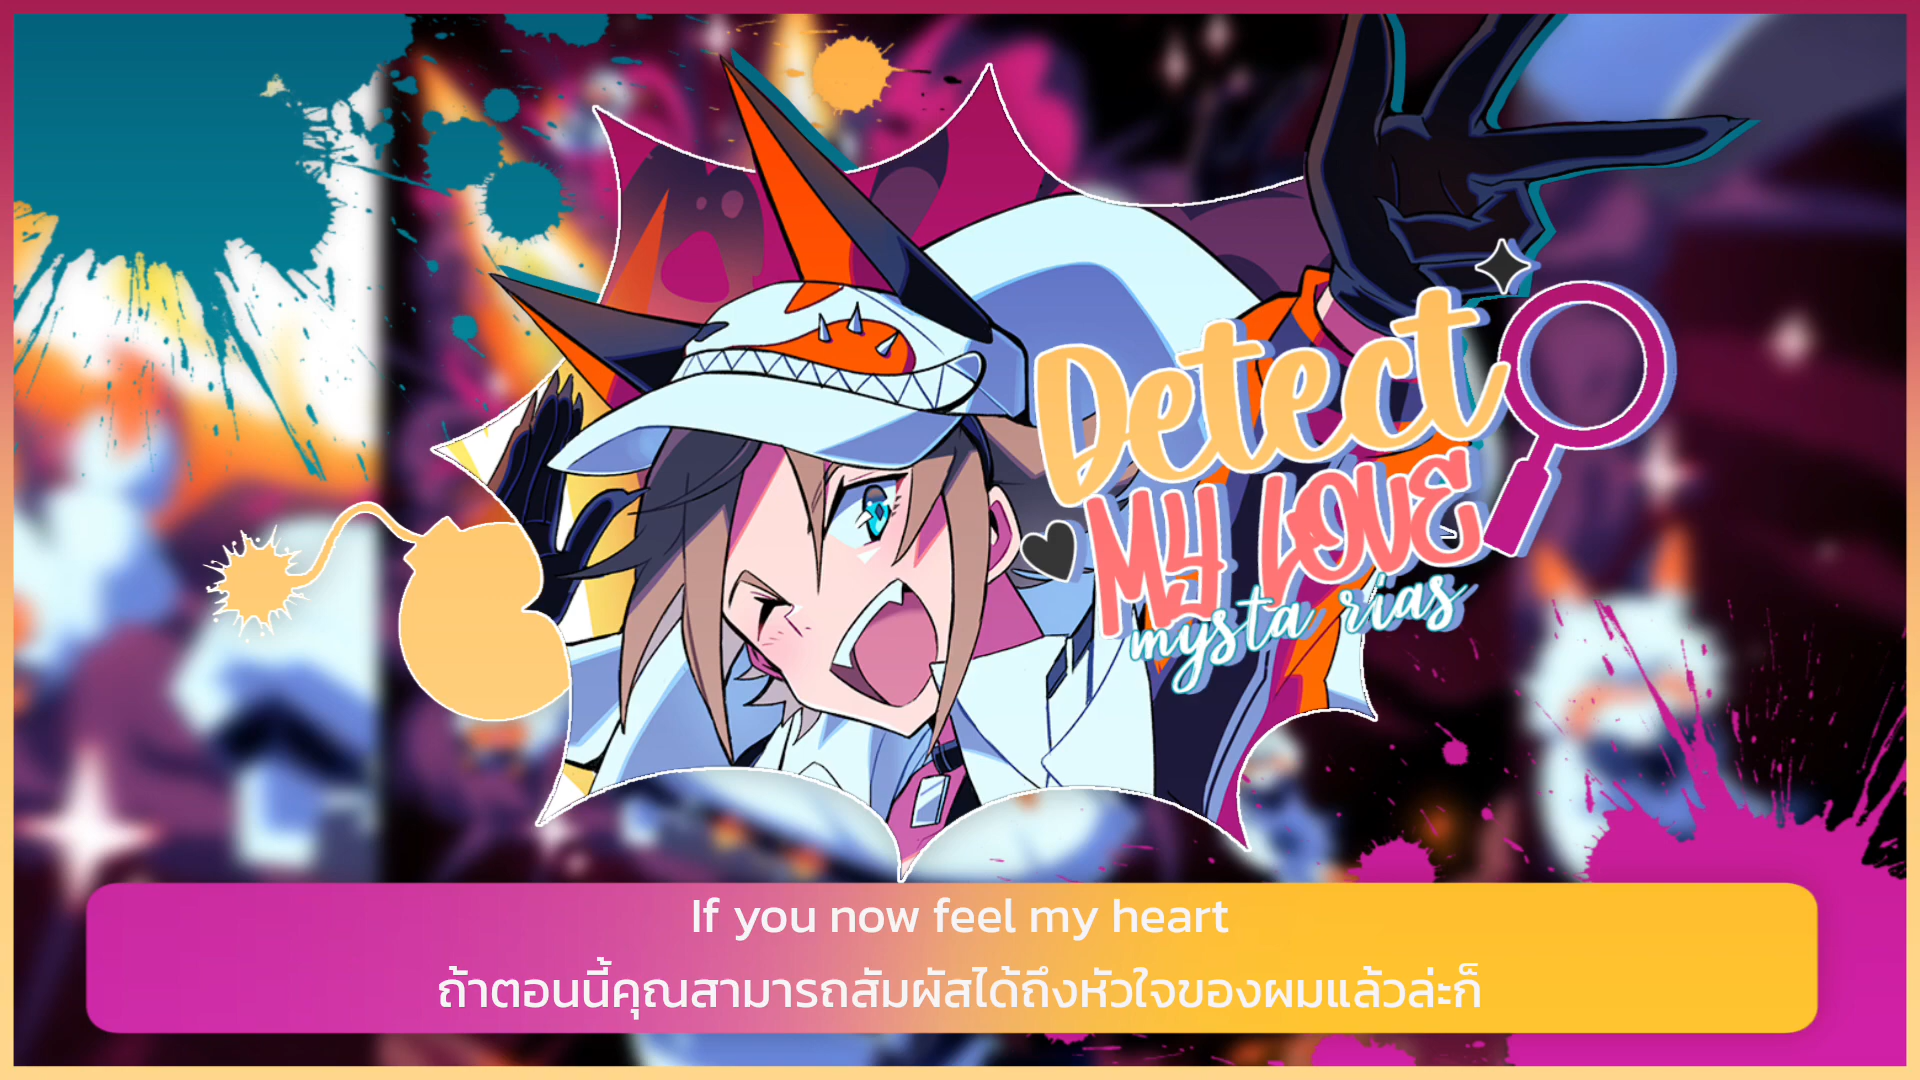 Detect
MY LOVE
mysta rias
If you now feel my heart
ถ้าตอนนี้คุณสามารถสัมผัสได้ถึงหัวใจของผมแล้วล่ะก็